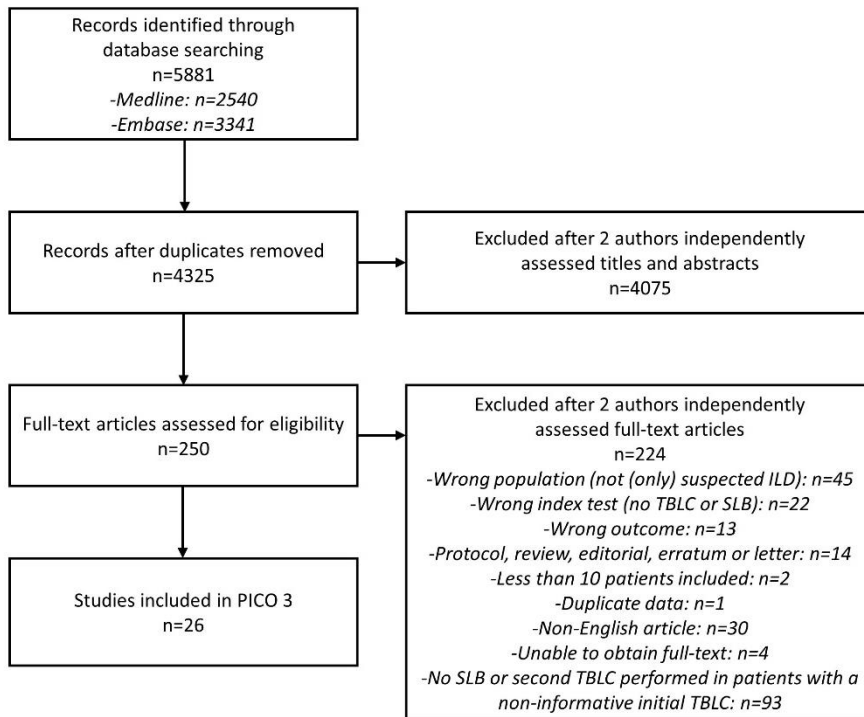 Records identified through
database searching
n=5881
-Medline: n=2540
-Embase: n=3341
Records after duplicates removed
n=4325
Excluded after 2 authors independently
assessed titles and abstracts
n=4075
Full-text articles assessed for eligibility
n=250
Excluded after 2 authors independently
assessed full-text articles
n=224
-Wrong population (not (only) suspected ILD): n=45
-Wrong index test (no TBLC or SLB): n=22
-Wrong outcome: n=13
-Protocol, review, editorial, erratum or letter: n=14
-Less than 10 patients included: n=2
-Duplicate data: n=1
-Non-English article: n=30
-Unable to obtain full-text: n=4
-No SLB or second TBLC performed in patients with a
non-informative initial TBLC: n=93
Studies included in PICO 3
n=26